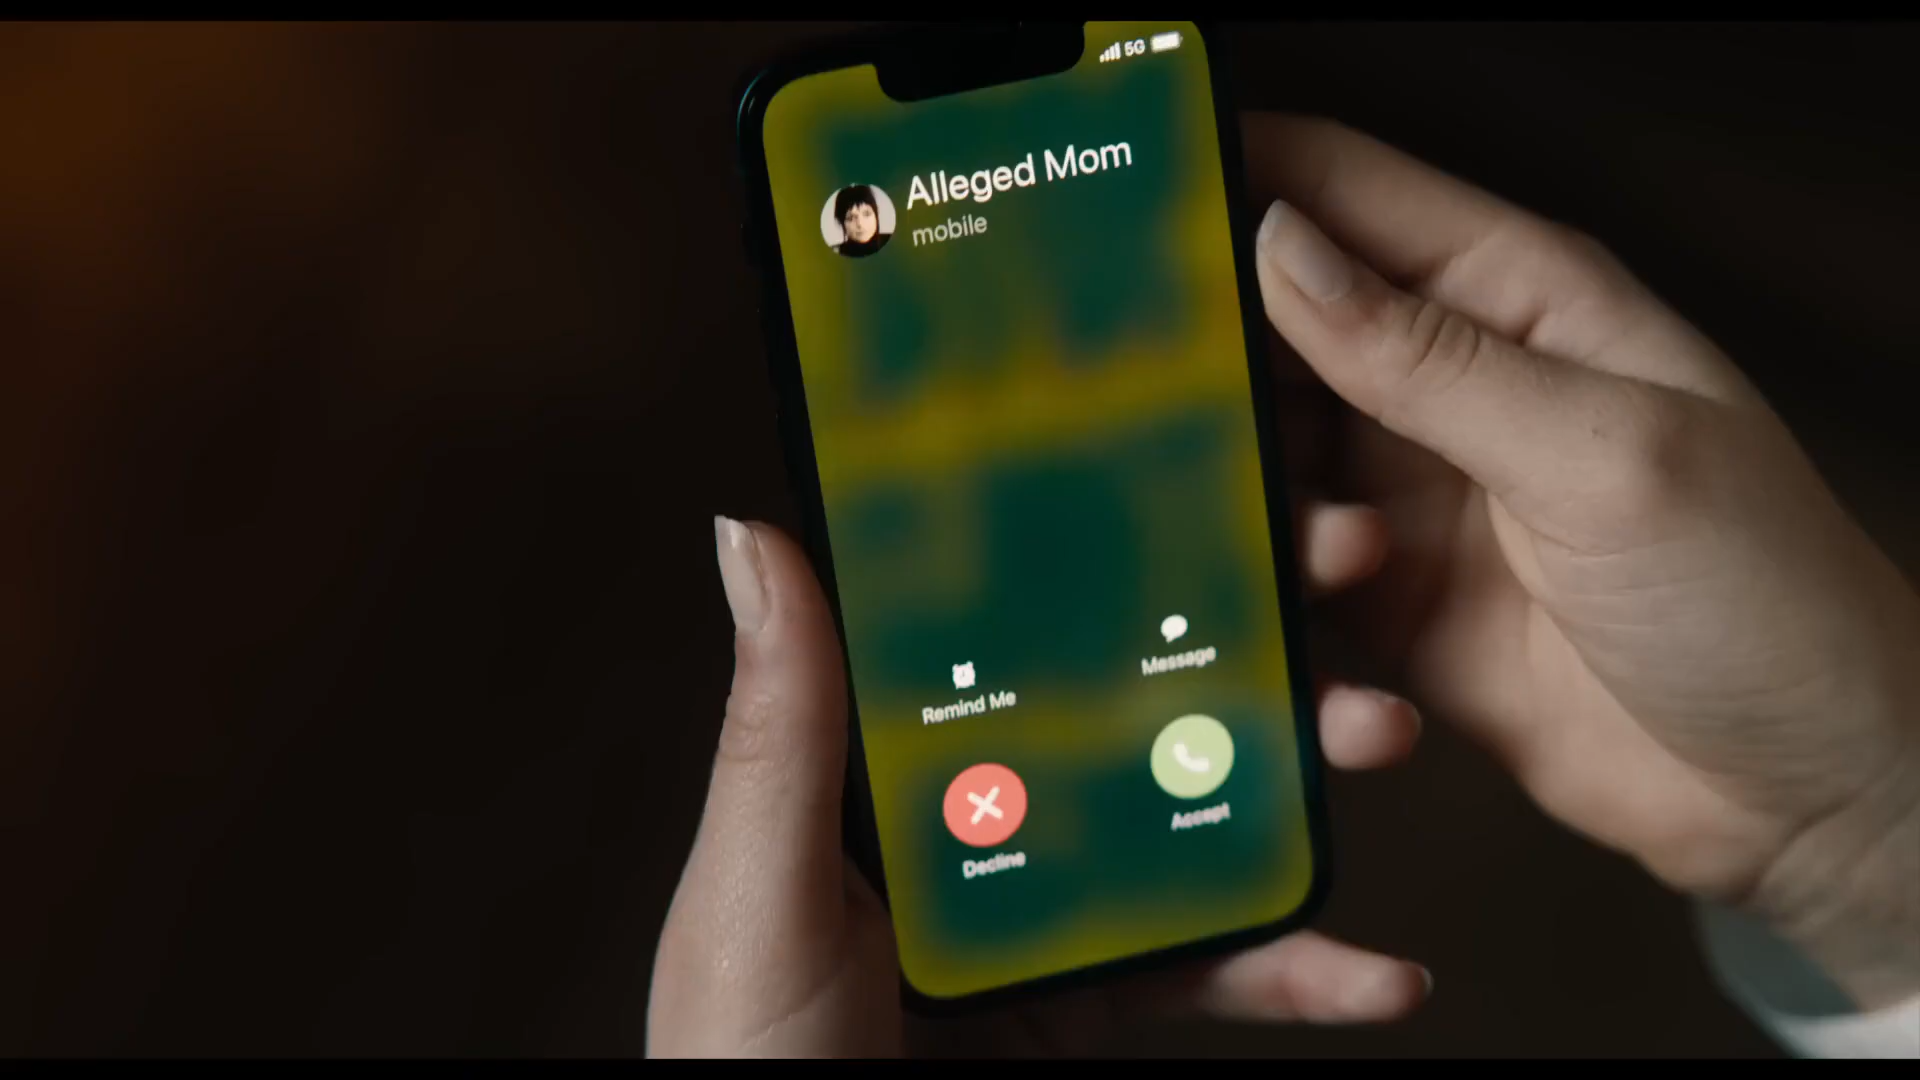 5G
Alleged Mom
mobile
Remind Me
Message
Decline
Accept